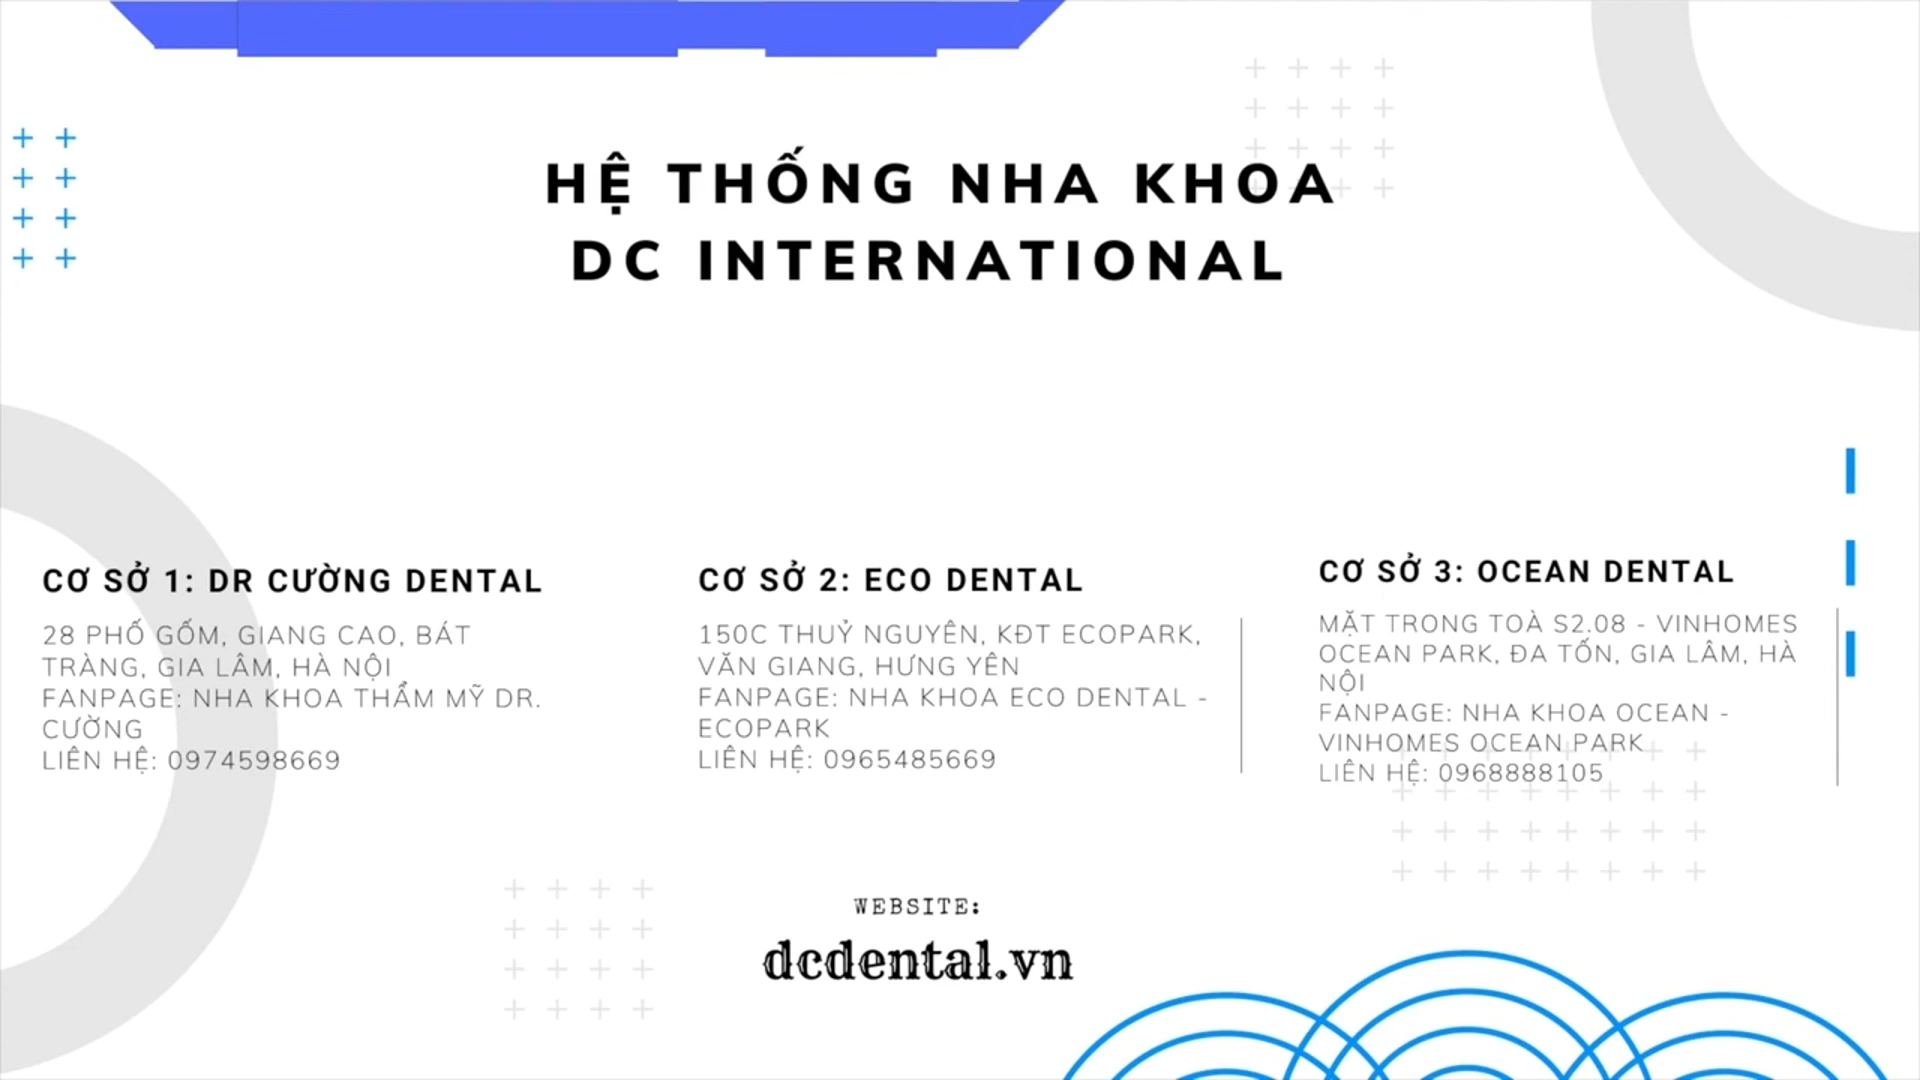 HỆ THỐNG NHA KHOA
DC INTERNATIONAL
CƠ SỞ 1: DR CƯỜNG DENTAL
28 PHỐ GỐM, GIANG CAO, BÁT
TRÀNG, GIA LÂM, HÀ NỘI
FANPAGE: NHA KHOA THẨM MỸ DR.
CƯỜNG
LIÊN HỆ: 0974598669
CƠ SỞ 2: ECO DENTAL
150C THUỶ NGUYÊN, KĐT ECOPARK,
VĂN GIANG, HƯNG YÊN
FANPAGE: NHA KHOA ECO DENTAL -
ECOPARK
LIÊN HỆ: 0965485669
CƠ SỞ 3: OCEAN DENTAL
MẶT TRONG TOÀ S2.08 - VINHOMES
OCEAN PARK, ĐA TỐN, GIA LÂM, HÀ
NỘI
FANPAGE: NHA KHOA OCEAN -
VINHOMES OCEAN PARK
LIÊN HỆ: 0968888105
WEBSITE:
dcdental.vn